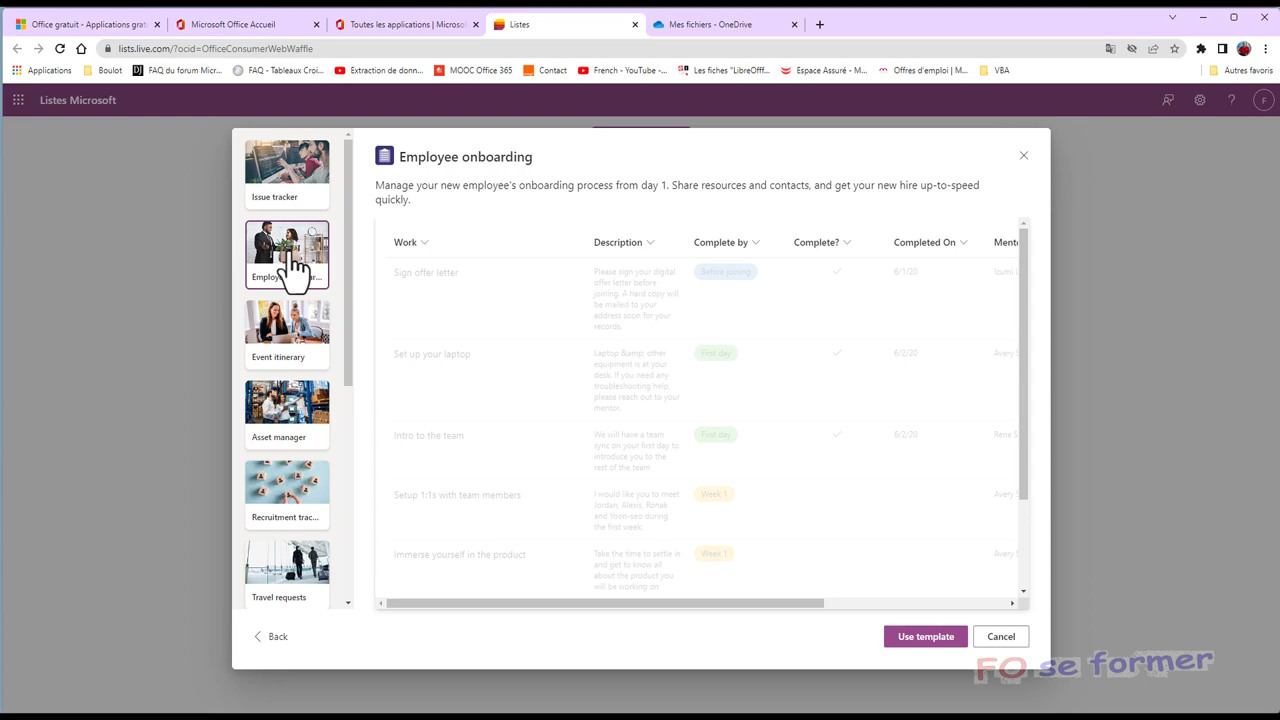 Office gratuit - Applications grat
Microsoft Office Accueil
Toutes les applications | Microso
Listes
Mes fichiers - OneDrive
lists.live.com/?ocid=OfficeConsumerWebWaffle
Applications
Boulot
FAQ du forum Micr...
FAQ - Tableaux Croi...
Extraction de donn...
MOOC Office 365
Contact
French - YouTube -...
Les fiches "LibreOfff...
Espace Assuré - M...
Offres d'emploi | M...
VBA
Autres favoris
Listes Microsoft
F
Issue tracker
Event itinerary
Asset manager
Recruitment trac...
Travel requests
Back
Employee onboarding
Manage your new employee's onboarding process from day 1. Share resources and contacts, and get your new hire up-to-speed
quickly.
Work
Description
Complete by
Complete?
Completed On
Sign offer letter
Please sign your digital
offer letter before
joining. A hard copy will
be mailed to your
address soon for your
records.
Before joining
6/1/20
Set up your laptop
Laptop &amp; other
equipment is at your
desk. If you need any
troubleshooting help,
please reach out to your
mentor.
First day
6/2/20
Avery S
Intro to the team
We will have a team
sync on your first day to
introduce you to the
rest of the team
First day
6/2/20
Rene S
Setup 1:1s with team members
I would like you to meet
Jordan, Alexis, Ronak
and Yoon-seo during
the first week.
Week 1
Avery S
Immerse yourself in the product
Take the time to settle in
and get to know all
about the product you
will be working on
Week 1
Avery S
Use template
Cancel
FO se former